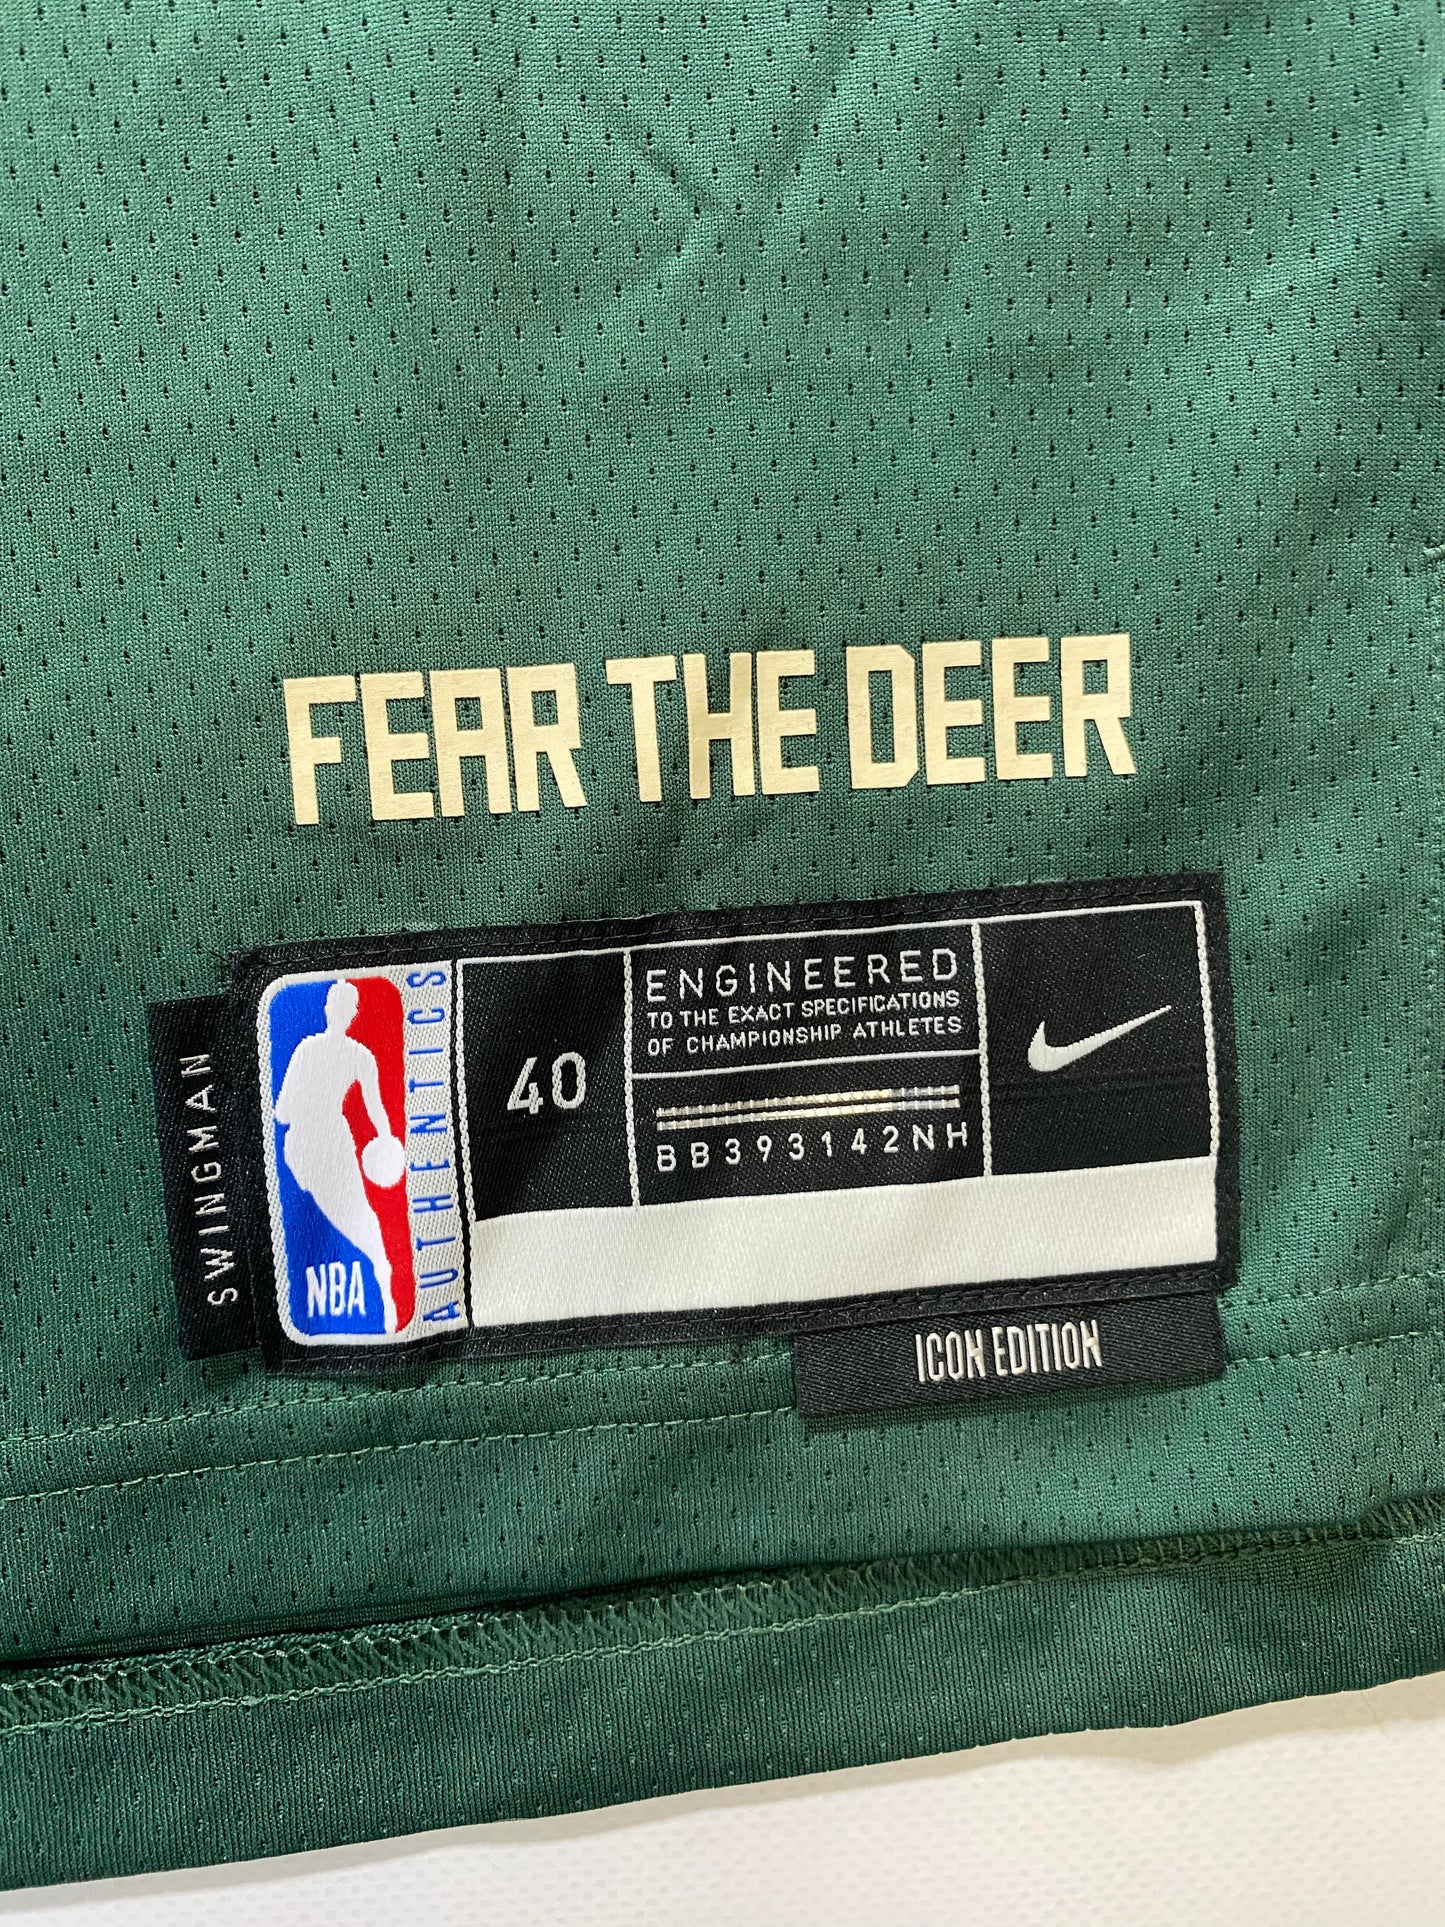 FEAR THE DEER
SWINGMAN
NBA
AUTHENTICS
40
ENGINEERED
TO THE EXACT SPECIFICATIONS
OF CHAMPIONSHIP ATHLETES
BB393142NH
ICON EDITION